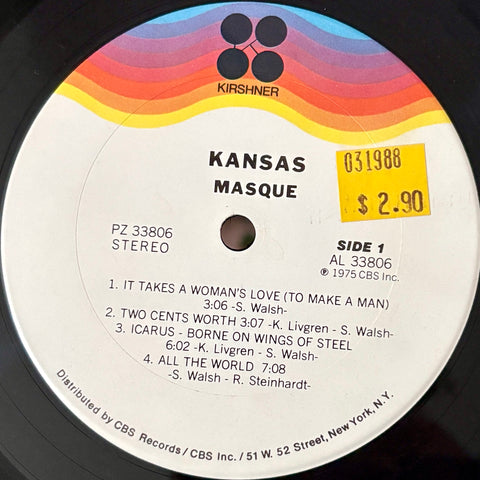 KIRSHNER
KANSAS
MASQUE
031988
$ 2.90
PZ 33806
STEREO
SIDE 1
AL 33806
℗ 1975 CBS Inc.
1. IT TAKES A WOMAN'S LOVE (TO MAKE A MAN)
3:06 -S. Walsh-
2. TWO CENTS WORTH 3:07 -K. Livgren - S. Walsh-
3. ICARUS - BORNE ON WINGS OF STEEL
6:02 -K. Livgren - S. Walsh-
4. ALL THE WORLD 7:08
-S. Walsh - R. Steinhardt-
Distributed by CBS Records/CBS Inc./51 W. 52 Street, New York, N.Y.